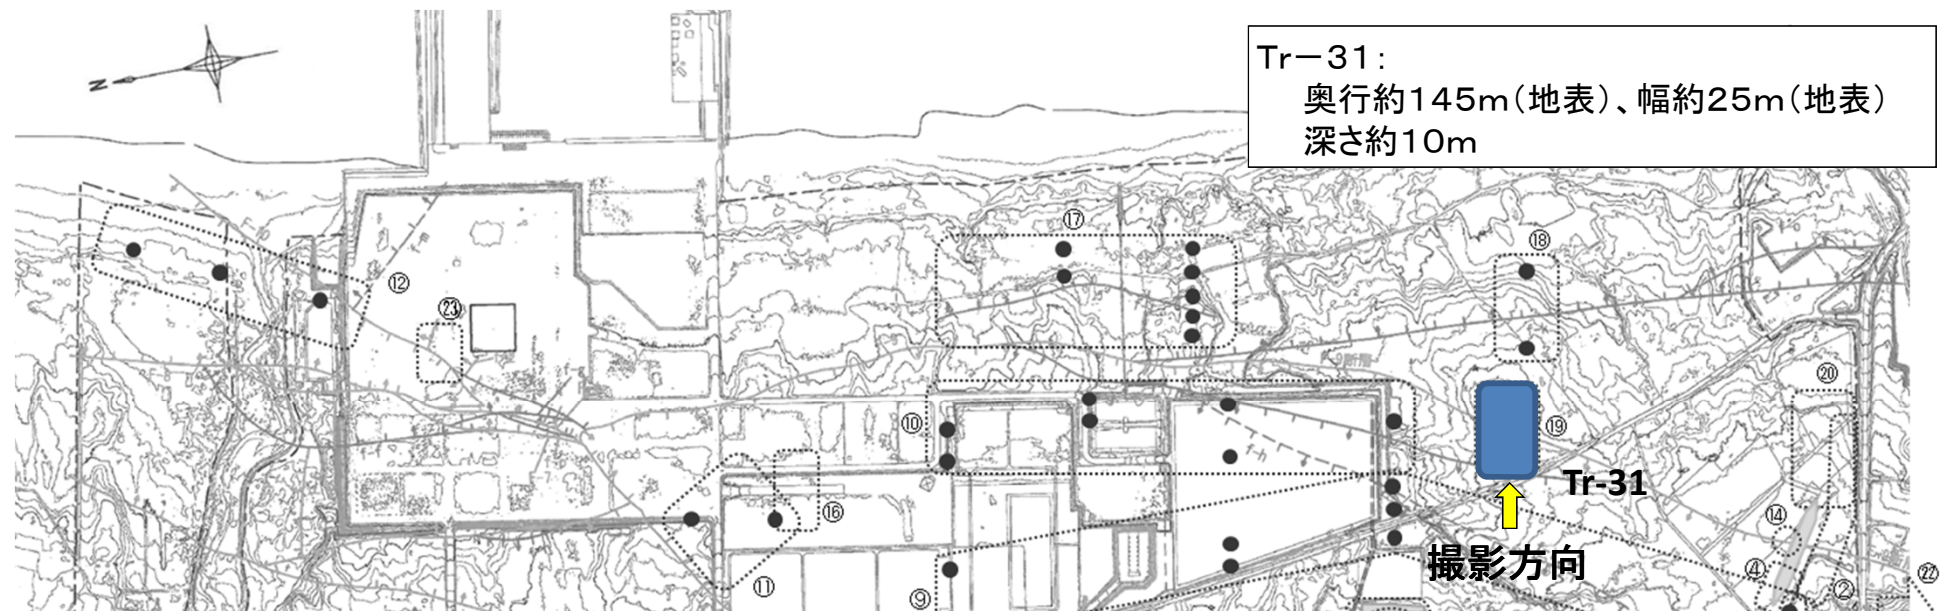 Tr－31：
奥行約145m（地表）、幅約25m（地表）
深さ約10m
N
⑰
⑱
⑫
㉓
⑳
⑩
⑲
f-h
Tr-31
⑯
⑭
撮影方向
④
㉒
⑪
⑨
②